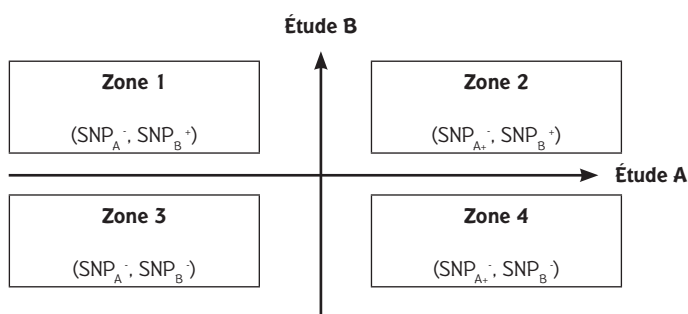 Étude B
Zone 1
(SNP_A^-, SNP_B^+)
Zone 2
(SNP_A+^-, SNP_B^+)
Étude A
Zone 3
(SNP_A^-, SNP_B^-)
Zone 4
(SNP_A+^-, SNP_B^-)